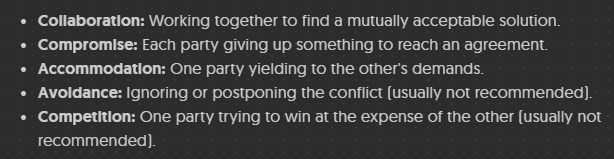 • Collaboration: Working together to find a mutually acceptable solution.
• Compromise: Each party giving up something to reach an agreement.
• Accommodation: One party yielding to the other's demands.
• Avoidance: Ignoring or postponing the conflict (usually not recommended).
• Competition: One party trying to win at the expense of the other (usually not
recommended).